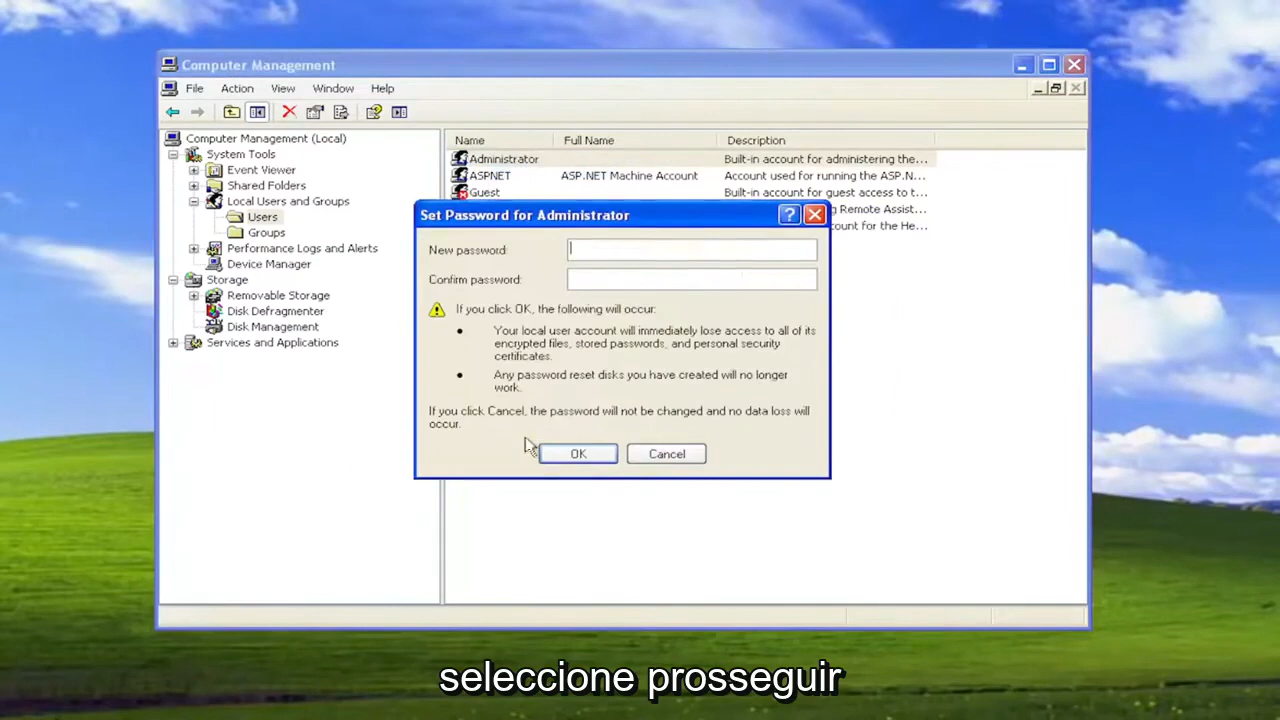 Computer Management
File Action View Window Help
Computer Management (Local)
System Tools
Event Viewer
Shared Folders
Local Users and Groups
Users
Groups
Performance Logs and Alerts
Device Manager
Storage
Removable Storage
Disk Defragmenter
Disk Management
Services and Applications
Name Full Name Description
Administrator Built-in account for administering the...
ASPNET ASP.NET Machine Account Account used for running the ASP.N...
Guest Built-in account for guest access to t...
g Remote Assist...
count for the He...
Set Password for Administrator
New password:
Confirm password:
If you click OK, the following will occur:
Your local user account will immediately lose access to all of its
encrypted files, stored passwords, and personal security
certificates.
Any password reset disks you have created will no longer
work.
If you click Cancel, the password will not be changed and no data loss will
occur.
OK Cancel
seleccione prosseguir